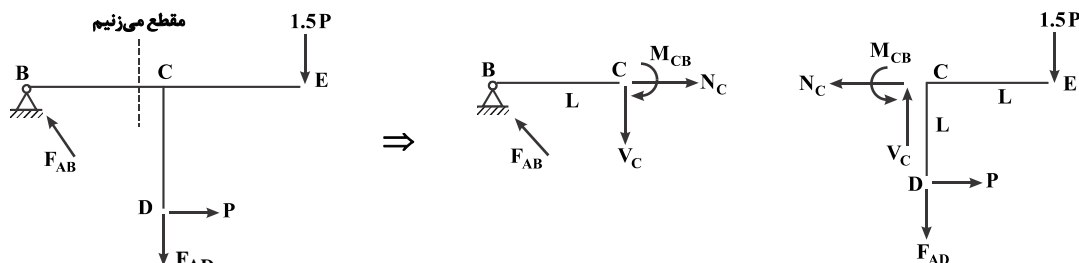 مقطع می‌زنیم
1.5P
B
C
E
F_AB
D
P
F_AD
⇒
B
C
M_CB
N_C
L
F_AB
V_C
1.5P
M_CB
N_C
C
E
L
L
V_C
D
P
F_AD